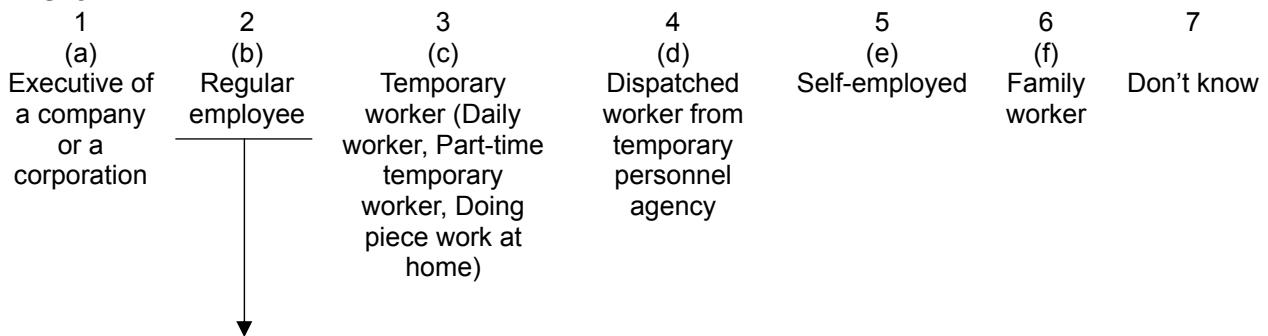 1 2 3 4 5 6 7
(a) (b) (c) (d) (e) (f)
Executive of Regular Temporary Dispatched Self-employed Family Don’t know
a company employee worker (Daily worker from worker
or a worker, Part-time temporary
corporation temporary personnel
worker, Doing agency
piece work at
home)